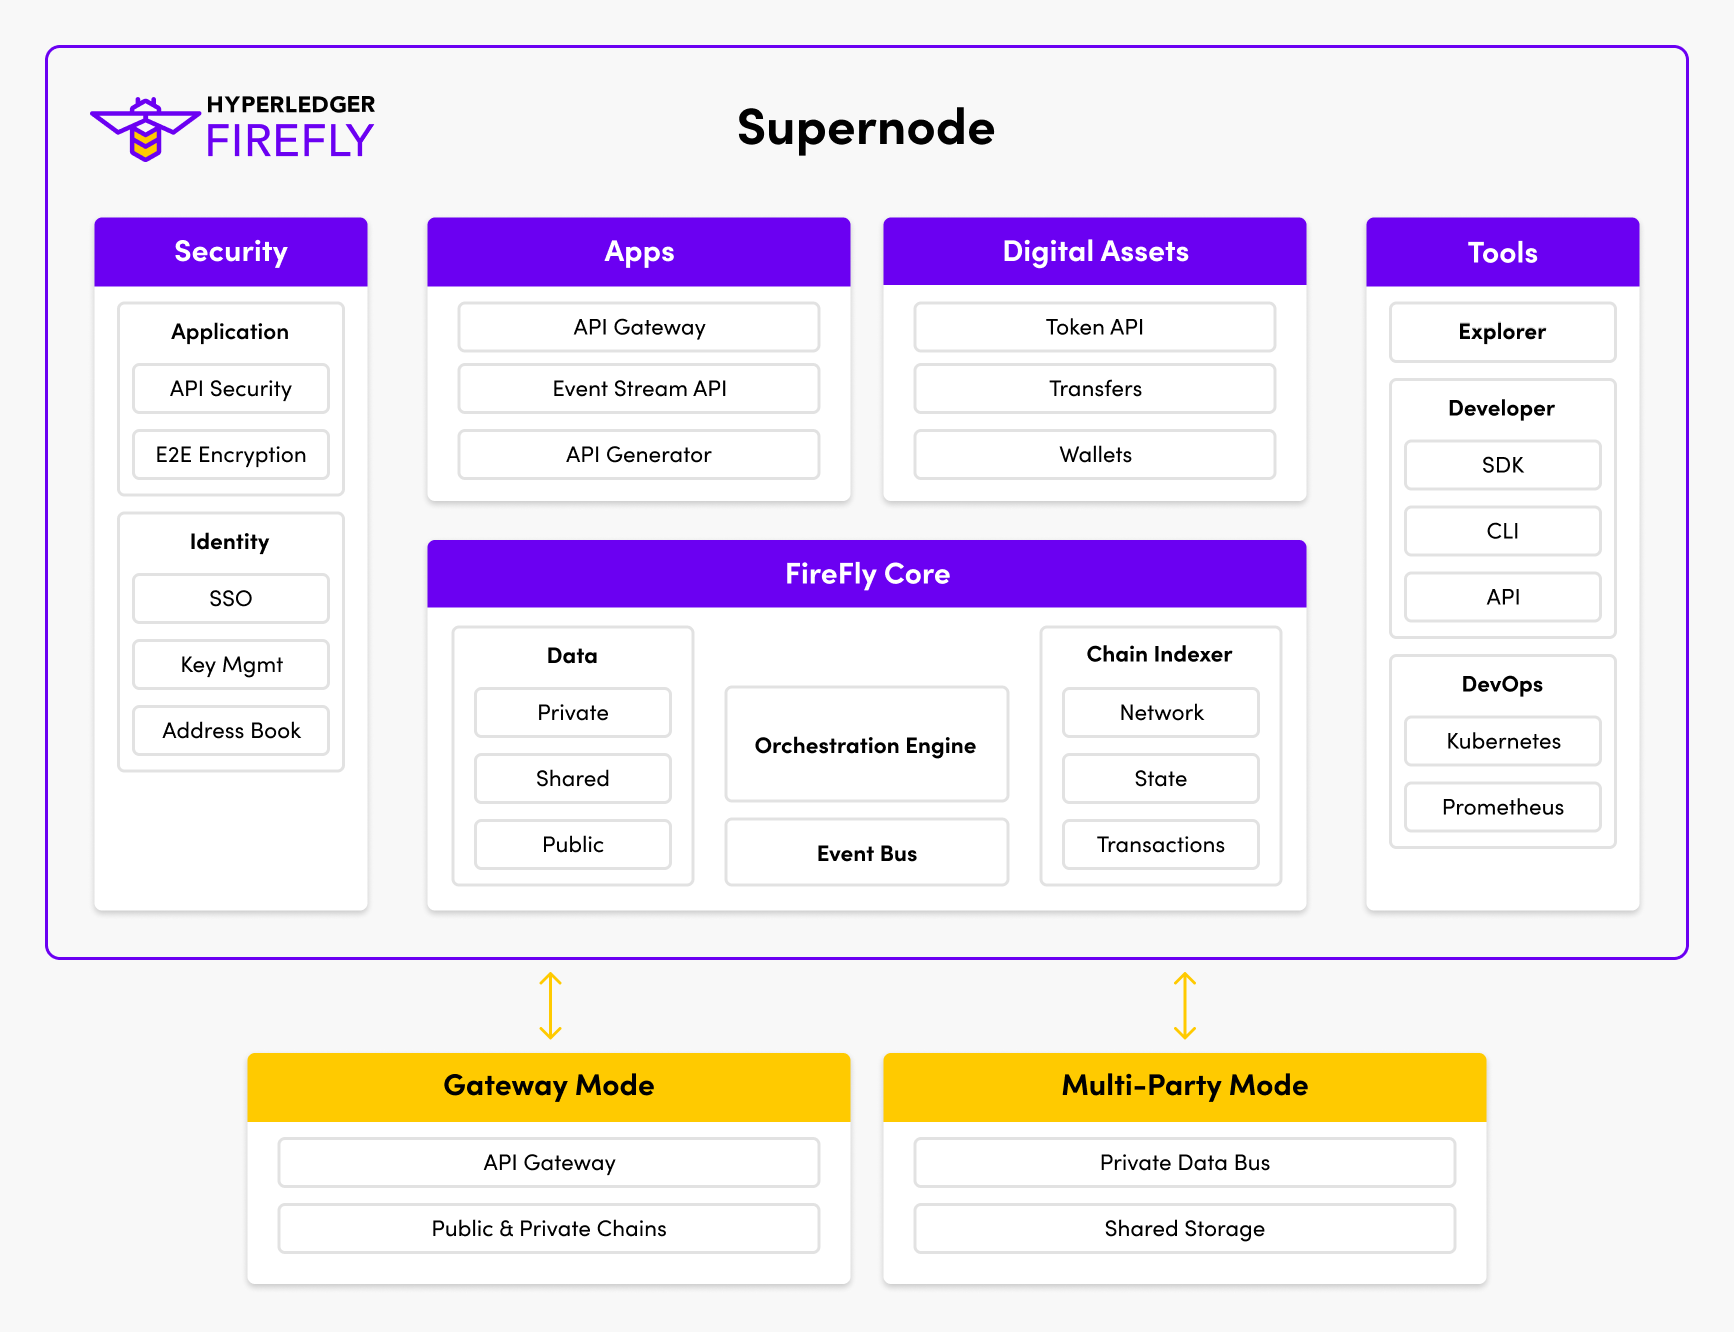 HYPERLEDGER
FIREFLY
Supernode
Security
Application
API Security
E2E Encryption
Identity
SSO
Key Mgmt
Address Book
Apps
API Gateway
Event Stream API
API Generator
Digital Assets
Token API
Transfers
Wallets
FireFly Core
Data
Private
Shared
Public
Orchestration Engine
Event Bus
Chain Indexer
Network
State
Transactions
Tools
Explorer
Developer
SDK
CLI
API
DevOps
Kubernetes
Prometheus
Gateway Mode
API Gateway
Public & Private Chains
Multi-Party Mode
Private Data Bus
Shared Storage